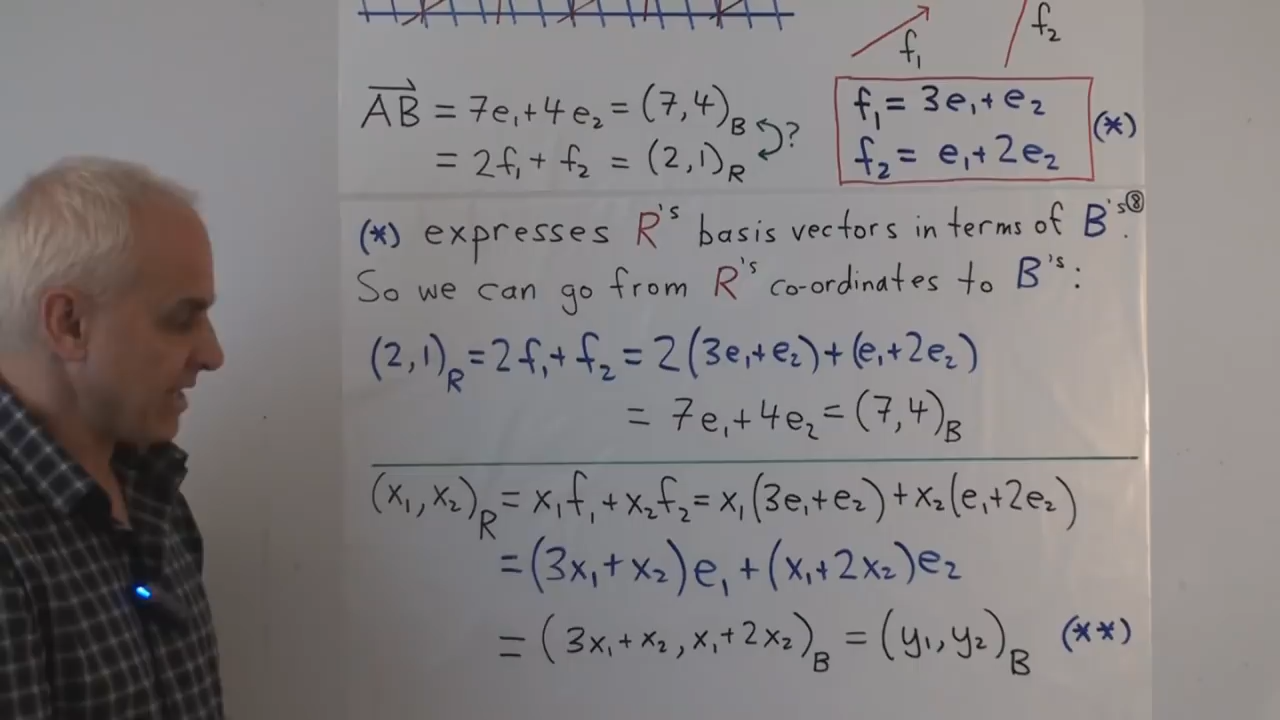 f₁
f₂
→AB = 7e₁+4e₂ = (7,4)_B
= 2f₁+ f₂ = (2,1)_R
?
f₁= 3e₁+ e₂
f₂= e₁+ 2e₂
(*)
(*) expresses R's basis vectors in terms of B's. ⑧
So we can go from R's co-ordinates to B's:
(2,1)_R = 2f₁+f₂ = 2(3e₁+e₂)+(e₁+2e₂)
= 7e₁+4e₂ = (7,4)_B
(x₁,x₂)_R = x₁f₁+x₂f₂ = x₁(3e₁+e₂)+x₂(e₁+2e₂)
=(3x₁+x₂)e₁+(x₁+2x₂)e₂
= (3x₁+x₂, x₁+2x₂)_B = (y₁,y₂)_B (**)